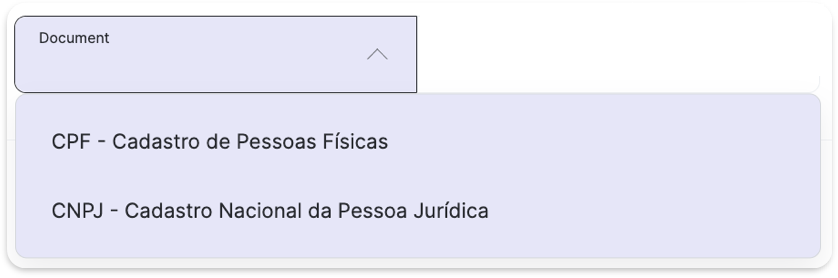 Document
CPF - Cadastro de Pessoas Físicas
CNPJ - Cadastro Nacional da Pessoa Jurídica